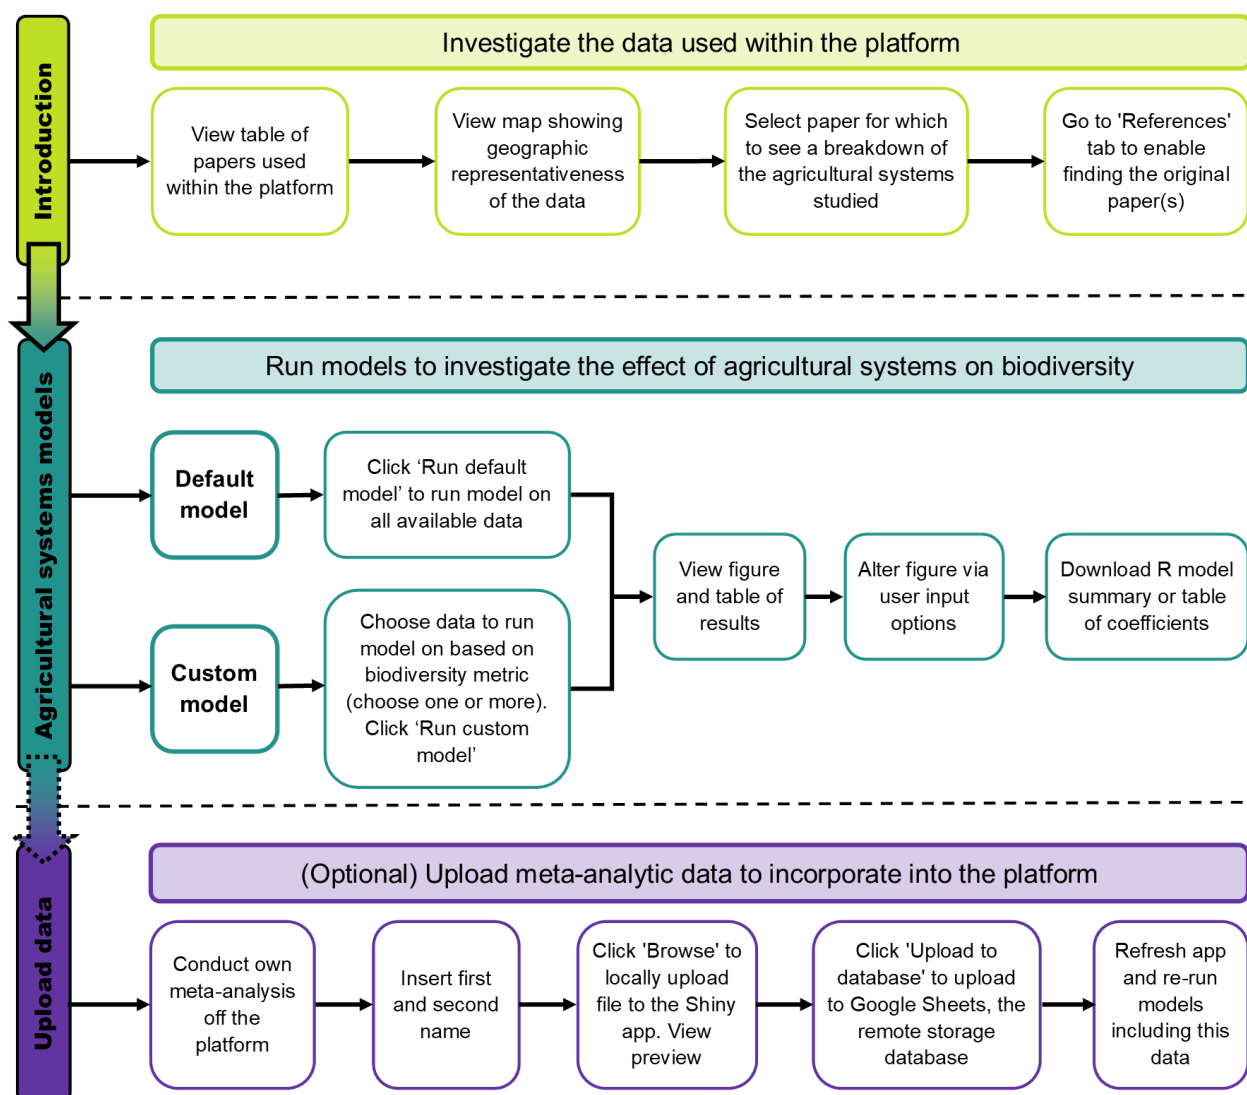 Introduction
Investigate the data used within the platform
View table of
papers used
within the platform
View map showing
geographic
representativeness
of the data
Select paper for which
to see a breakdown of
the agricultural systems
studied
Go to 'References'
tab to enable
finding the original
paper(s)
Agricultural systems models
Run models to investigate the effect of agricultural systems on biodiversity
Default
model
Click ‘Run default
model’ to run model on
all available data
Custom
model
Choose data to run
model on based on
biodiversity metric
(choose one or more).
Click ‘Run custom
model’
View figure
and table of
results
Alter figure via
user input
options
Download R model
summary or table
of coefficients
Upload data
(Optional) Upload meta-analytic data to incorporate into the platform
Conduct own
meta-analysis
off the
platform
Insert first
and second
name
Click 'Browse' to
locally upload
file to the Shiny
app. View
preview
Click 'Upload to
database' to upload
to Google Sheets, the
remote storage
database
Refresh app
and re-run
models
including this
data